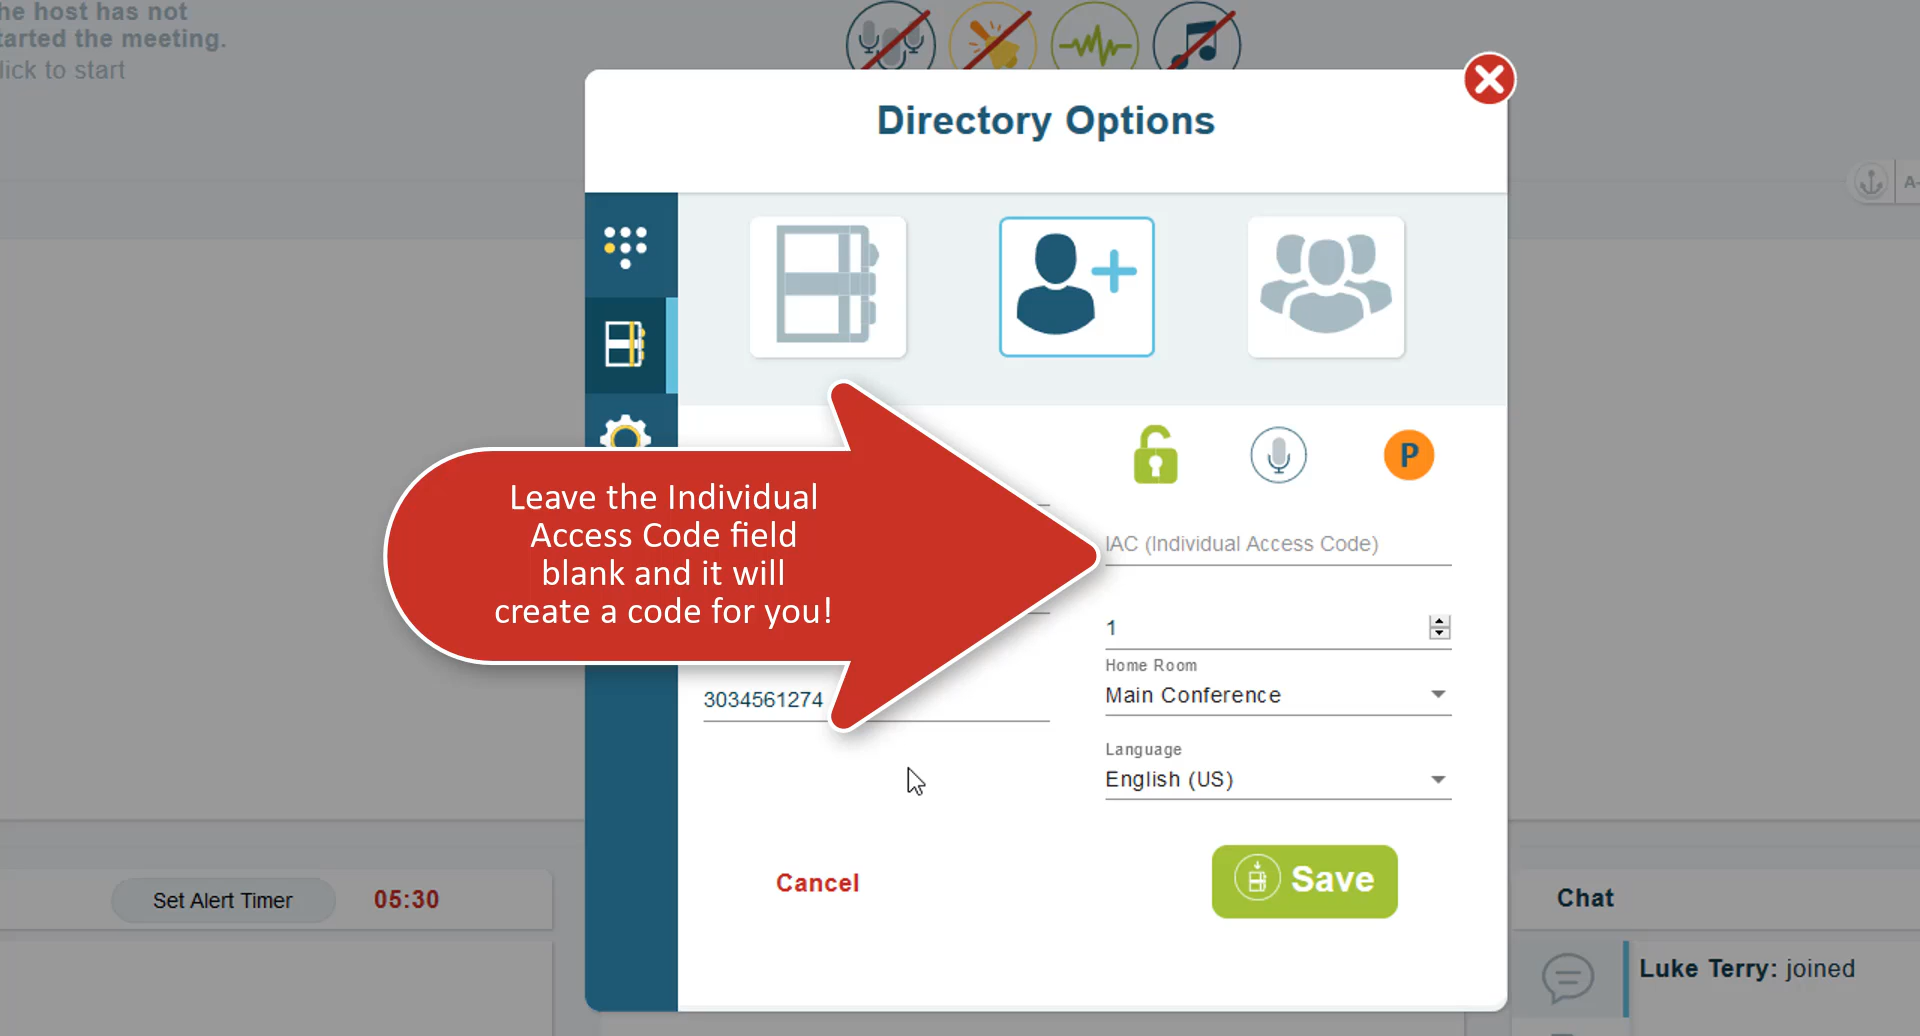 he host has not
tarted the meeting.
lick to start
Directory Options
A-
P
Leave the Individual
Access Code field
blank and it will
create a code for you!
IAC (Individual Access Code)
1
Home Room
Main Conference
3034561274
Language
English (US)
Cancel
Save
Set Alert Timer
05:30
Chat
Luke Terry: joined